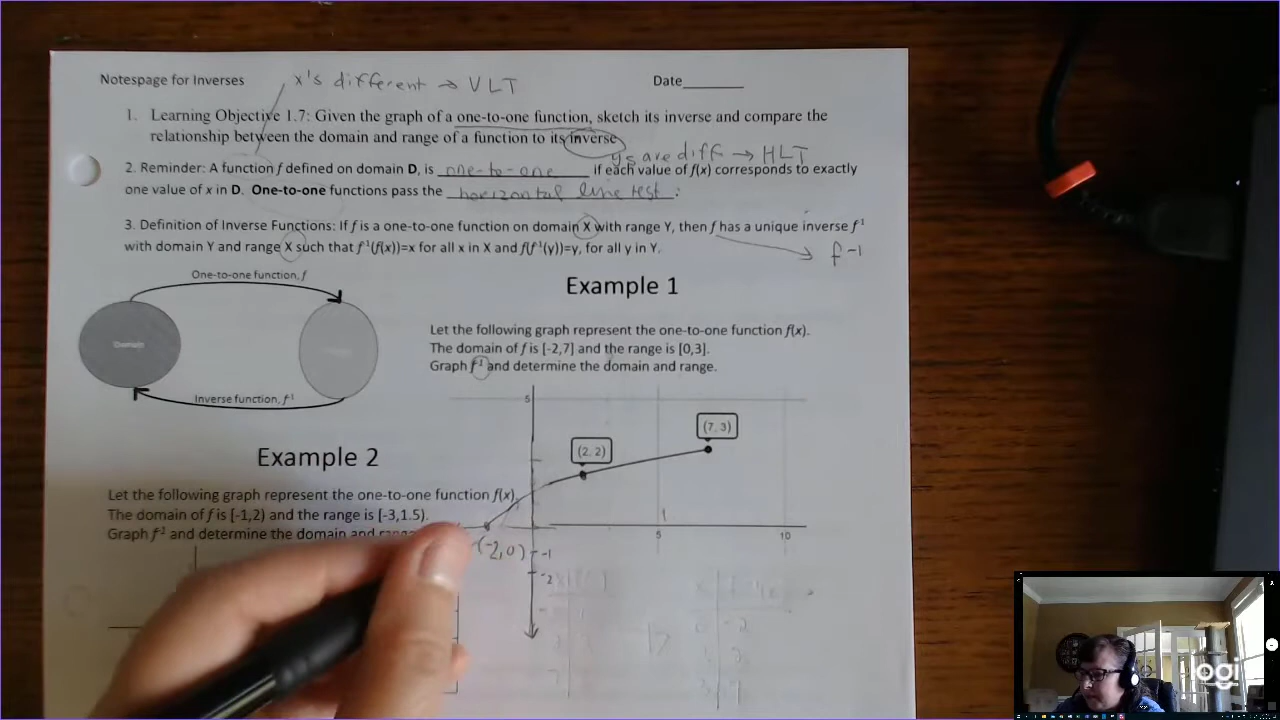 Notespage for Inverses x's different → VLT Date______
1. Learning Objective 1.7: Given the graph of a one-to-one function, sketch its inverse and compare the
relationship between the domain and range of a function to its inverse
y's are diff → HLT
2. Reminder: A function f defined on domain D, is one-to-one if each value of f(x) corresponds to exactly
one value of x in D. One-to-one functions pass the horizontal line test.
3. Definition of Inverse Functions: If f is a one-to-one function on domain X with range Y, then f has a unique inverse f⁻¹
with domain Y and range X such that f⁻¹(f(x))=x for all x in X and f(f⁻¹(y)=y, for all y in Y.
f⁻¹
One-to-one function, f
Domain
Inverse function, f⁻¹
Example 1
Let the following graph represent the one-to-one function f(x).
The domain of f is [-2,7] and the range is [0,3].
Graph f⁻¹ and determine the domain and range.
5
(7, 3)
(2, 2)
5
10
(-2,0)
-1
-2
Example 2
Let the following graph represent the one-to-one function f(x).
The domain of f is [-1,2) and the range is [-3,1.5).
Graph f⁻¹ and determine the domain and range
ogi